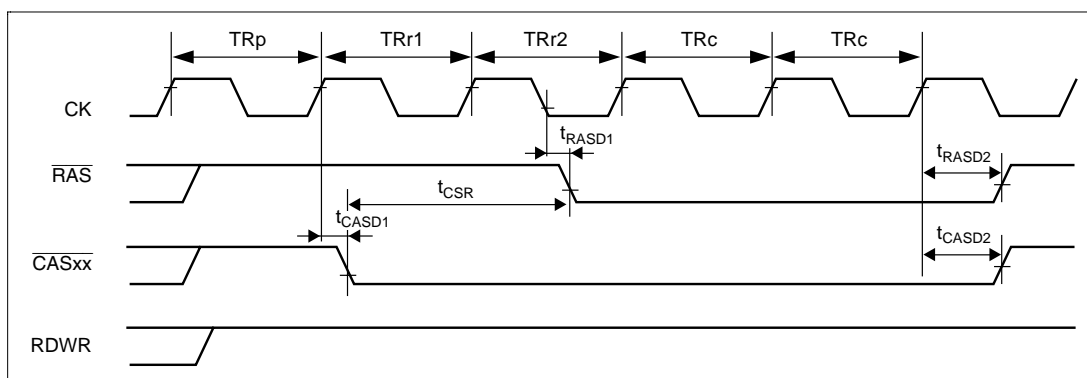 TRp TRr1 TRr2 TRc TRc
CK
tRASD1
RAS
tRASD2
tCSR
tCASD1
CASxx
tCASD2
RDWR